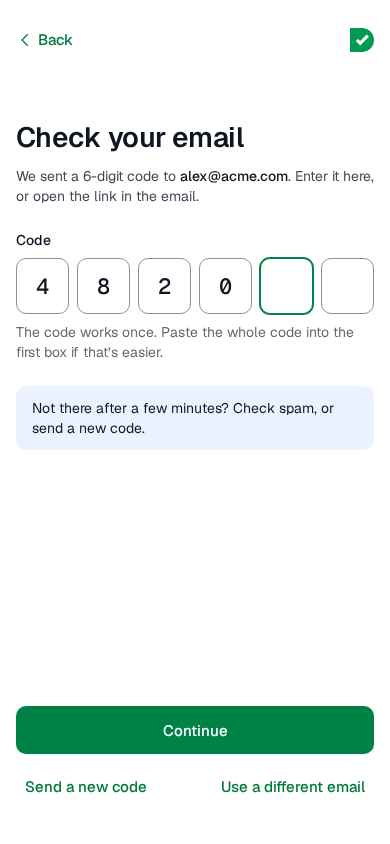 Back
Check your email
We sent a 6-digit code to alex@acme.com. Enter it here,
or open the link in the email.
Code
4 8 2 0
The code works once. Paste the whole code into the
first box if that's easier.
Not there after a few minutes? Check spam, or
send a new code.
Continue
Send a new code
Use a different email